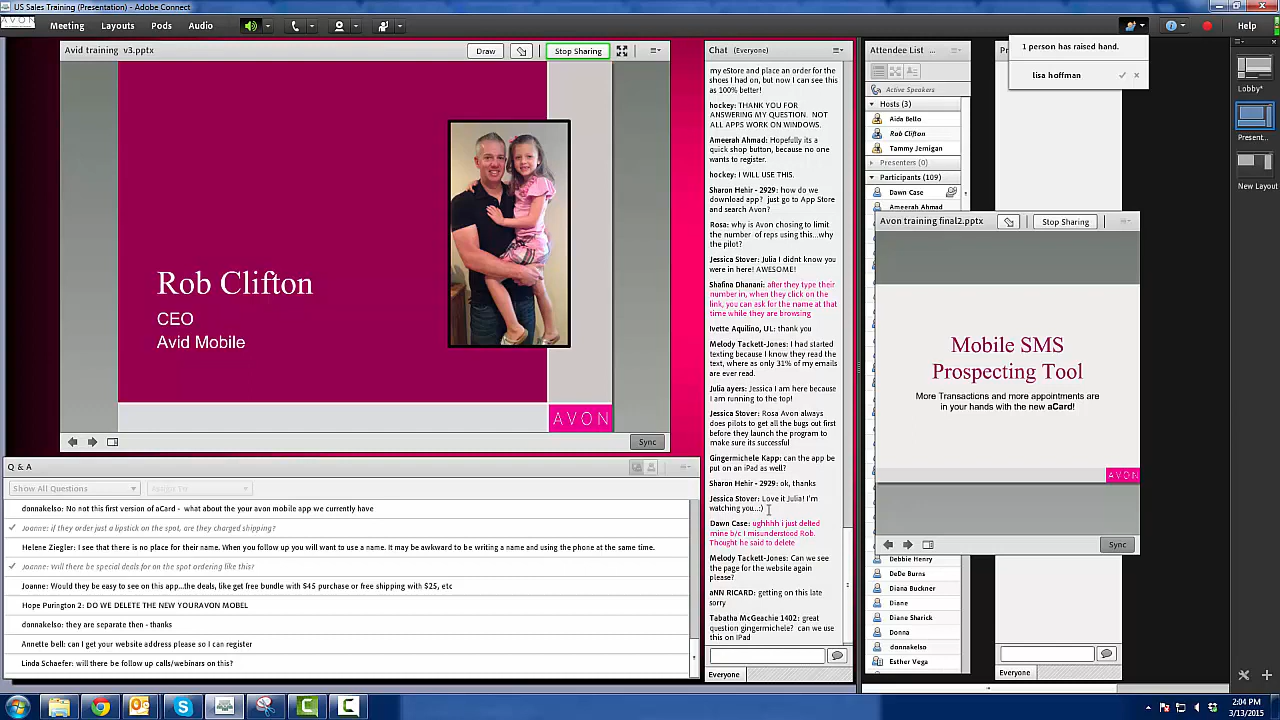 US Sales Training (Presentation) - Adobe Connect
AVON
Meeting Layouts Pods Audio
Help
Avid training v3.pptx
Draw
Stop Sharing
Rob Clifton
CEO
Avid Mobile
AVON
Sync
Q & A
Show All Questions
Assign To
donnakelso: No not this first version of aCard - what about the your avon mobile app we currently have
Joanne: if they order just a lipstick on the spot, are they charged shipping?
Helene Ziegler: I see that there is no place for their name. When you follow up you will want to use a name. It may be awkward to be writing a name and using the phone at the same time.
Joanne: Will there be special deals for on the spot ordering like this?
Joanne: Would they be easy to see on this app...the deals, like get free bundle with $45 purchase or free shipping with $25, etc
Hope Purington 2: DO WE DELETE THE NEW YOURAVON MOBEL
donnakelso: they are separate then - thanks
Annette bell: can I get your website address please so I can register
Linda Schaefer: will there be follow up calls/webinars on this?
Chat (Everyone)
my eStore and place an order for the
shoes I had on, but now I can see this
as 100% better!
hockey: THANK YOU FOR
ANSWERING MY QUESTION. NOT
ALL APPS WORK ON WINDOWS.
Ameerah Ahmad: Hopefully its a
quick shop button, because no one
wants to register.
hockey: I WILL USE THIS.
Sharon Hehir - 2929: how do we
download app? just go to App Store
and search Avon?
Rosa: why is Avon chosing to limit
the number of reps using this...why
the pilot?
Jessica Stover: Julia I didnt know you
were in here! AWESOME!
Shafina Dhanani: after they type their
number in, when they click on the
link, you can ask for the name at that
time while they are browsing
Ivette Aquilino, UL: thank you
Melody Tackett-Jones: I had started
texting because I know they read the
text, where as only 31% of my emails
are ever read.
Julia ayers: Jessica I am here because
I am running to the top!
Jessica Stover: Rosa Avon always
does pilots to get all the bugs out first
before they launch the program to
make sure its successful
Gingermichele Kapp: can the app be
put on an iPad as well?
Sharon Hehir - 2929: ok, thanks
Jessica Stover: Love it Julia! I'm
watching you...:)
Dawn Case: ughhhh i just delted
mine b/c I misunderstood Rob.
Thought he said to delete
Melody Tackett-Jones: Can we see
the page for the website again
please?
aNN RICARD: getting on this late
sorry
Tabatha McGeachie 1402: great
question gingermichele? can we use
this on IPad
Everyone
Attendee List ...
Active Speakers
Hosts (3)
Aida Bello
Rob Clifton
Tammy Jernigan
Presenters (0)
Participants (109)
Dawn Case
Ameerah Ahmad
Debbie Henry
DeDe Burns
Diana Buckner
Diane
Diane Sharick
Donna
donnakelso
Esther Vega
1 person has raised hand.
lisa hoffman
Avon training final2.pptx
Stop Sharing
Mobile SMS
Prospecting Tool
More Transactions and more appointments are
in your hands with the new aCard!
AVON
Sync
Everyone
Lobby*
Present...
New Layout
2:04 PM
3/13/2015